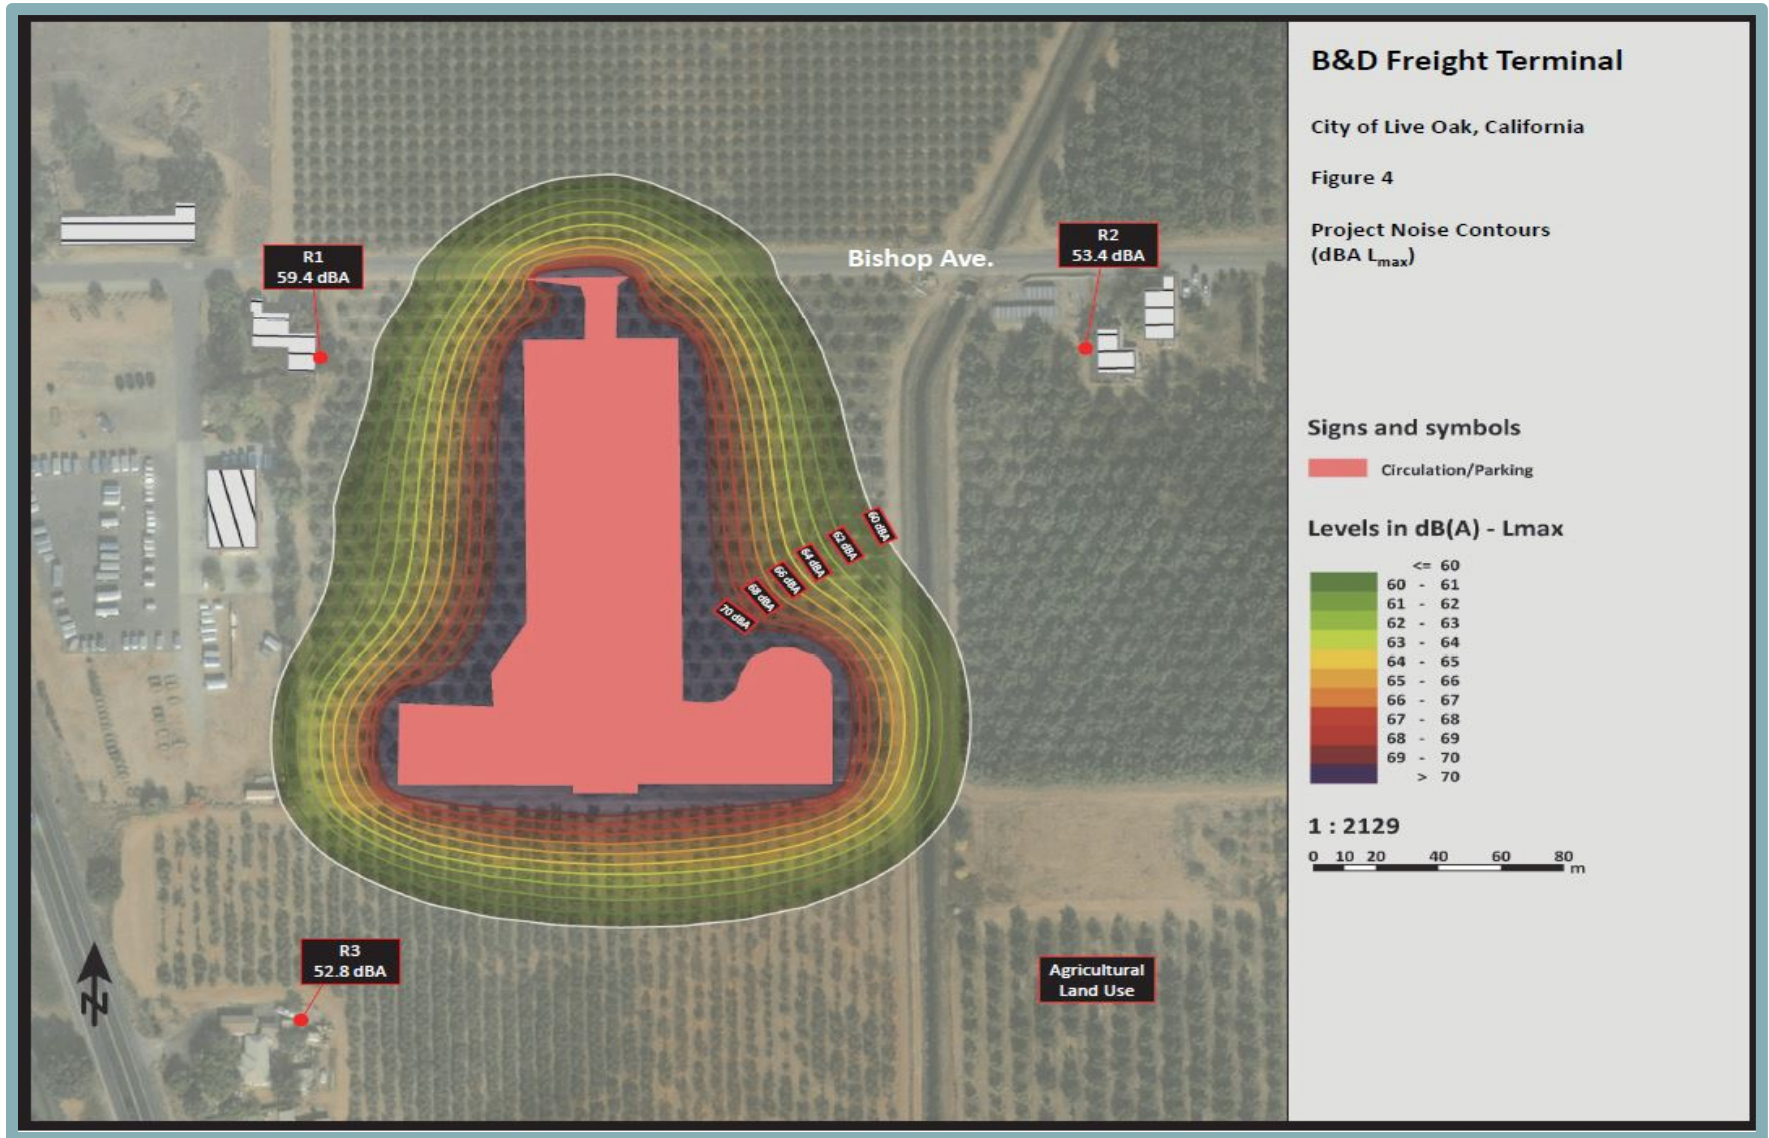 B&D Freight Terminal
City of Live Oak, California
Figure 4
Project Noise Contours
(dBA Lmax)
R1
59.4 dBA
Bishop Ave.
R2
53.4 dBA
60 dBA
62 dBA
64 dBA
66 dBA
68 dBA
70 dBA
R3
52.8 dBA
Agricultural
Land Use
N
Signs and symbols
Circulation/Parking
Levels in dB(A) - Lmax
<= 60
60 - 61
61 - 62
62 - 63
63 - 64
64 - 65
65 - 66
66 - 67
67 - 68
68 - 69
69 - 70
> 70
1 : 2129
0 10 20 40 60 80
m